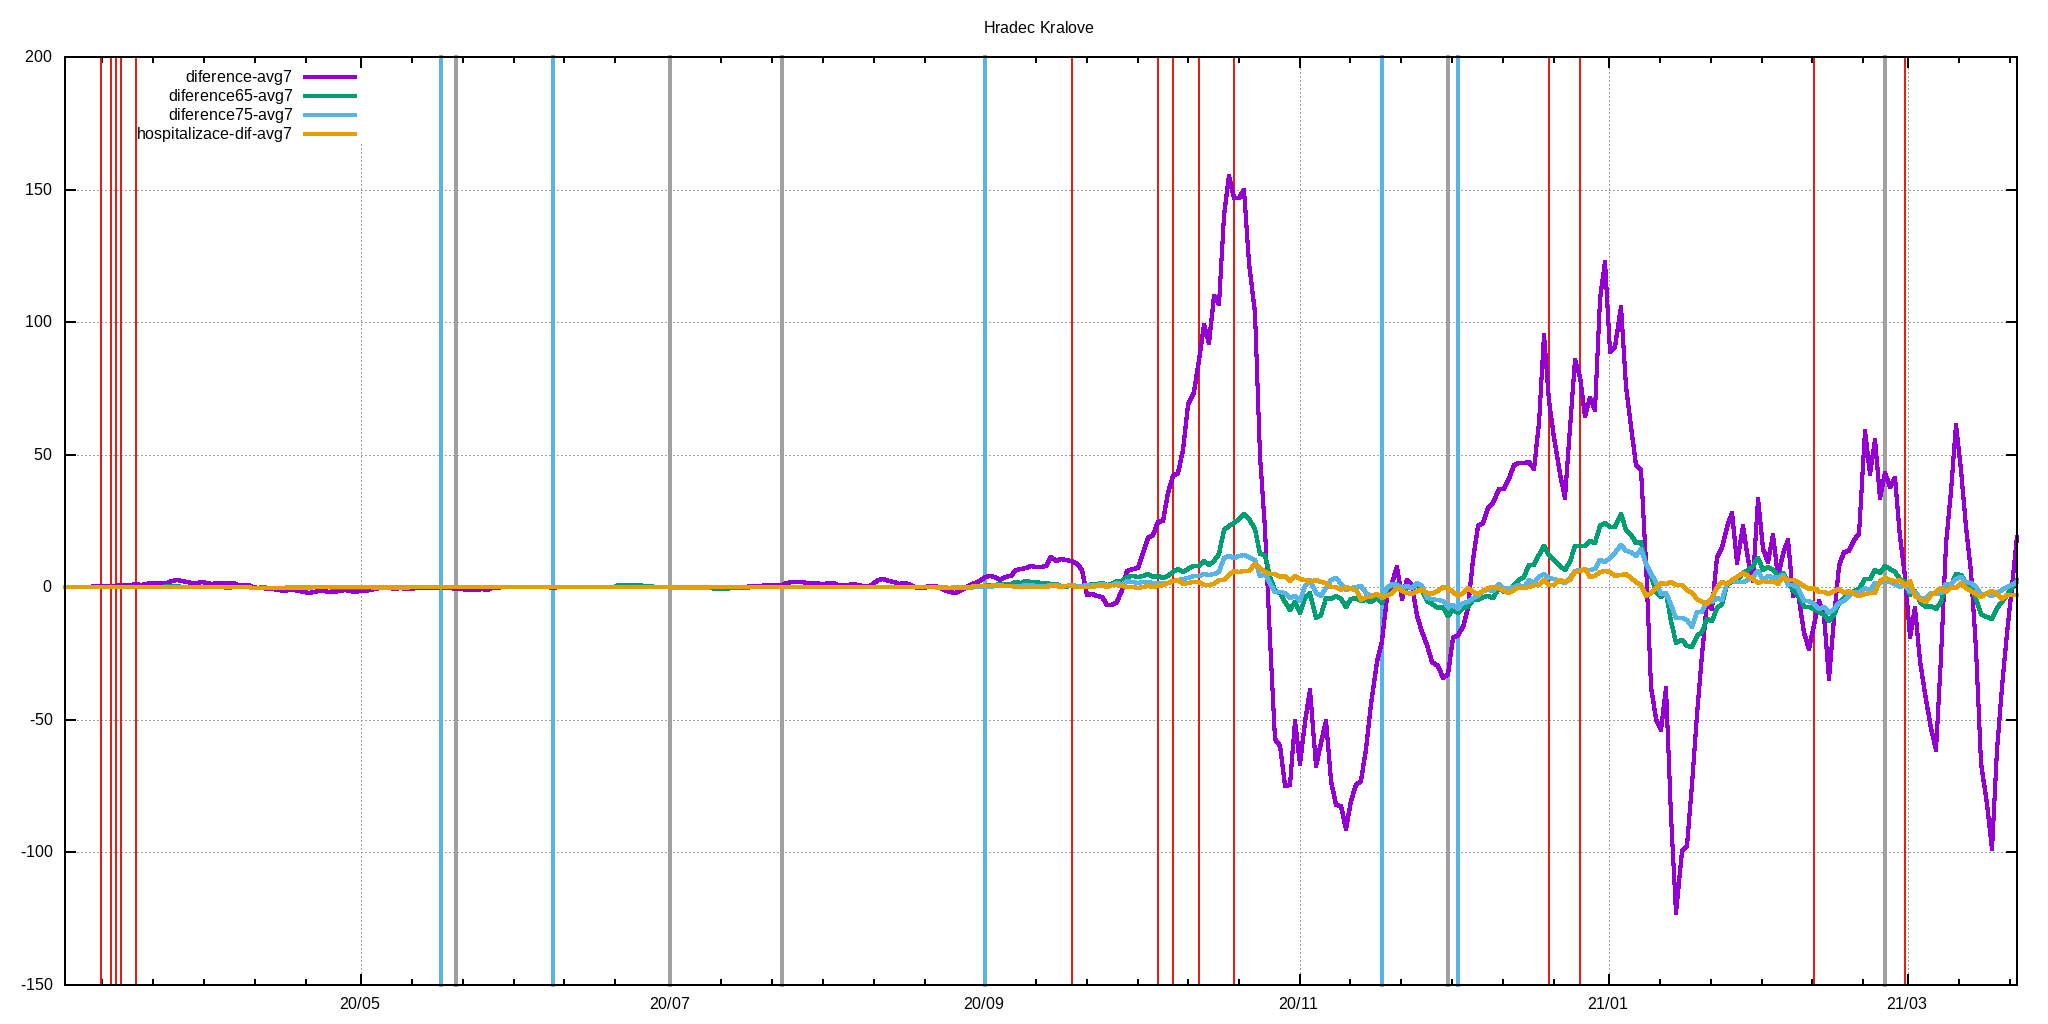 Hradec Kralove
200
150
100
50
0
-50
-100
-150
diference-avg7
diference65-avg7
diference75-avg7
hospitalizace-dif-avg7
20/05
20/07
20/09
20/11
21/01
21/03